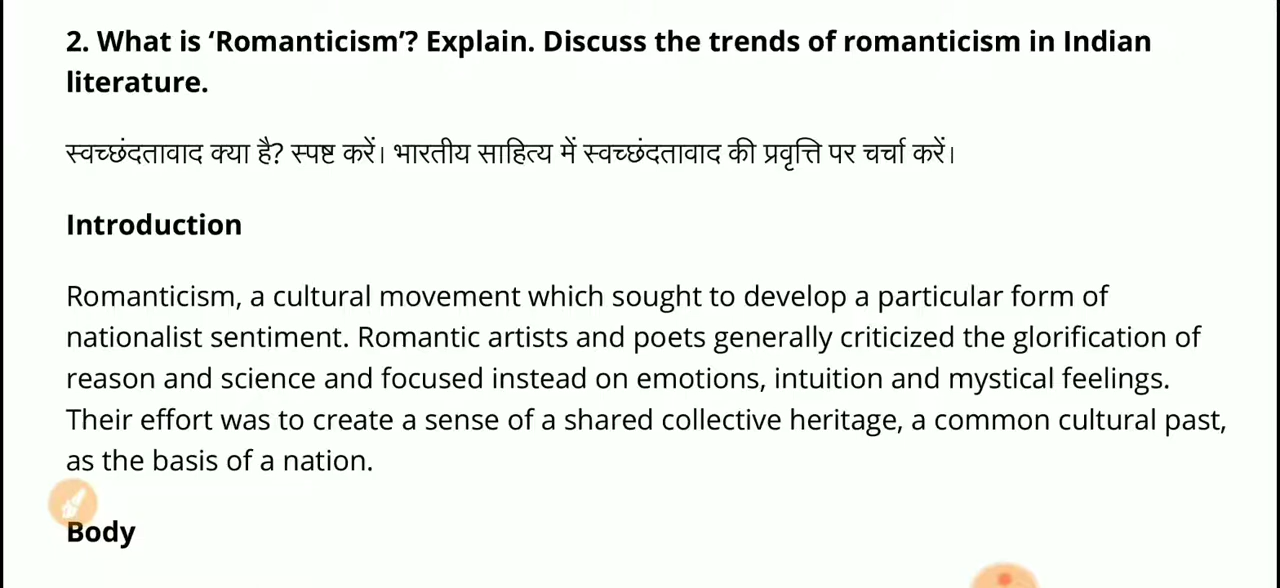 2. What is ‘Romanticism’? Explain. Discuss the trends of romanticism in Indian
literature.
स्वच्छंदतावाद क्या है? स्पष्ट करें। भारतीय साहित्य में स्वच्छंदतावाद की प्रवृत्ति पर चर्चा करें।
Introduction
Romanticism, a cultural movement which sought to develop a particular form of
nationalist sentiment. Romantic artists and poets generally criticized the glorification of
reason and science and focused instead on emotions, intuition and mystical feelings.
Their effort was to create a sense of a shared collective heritage, a common cultural past,
as the basis of a nation.
Body